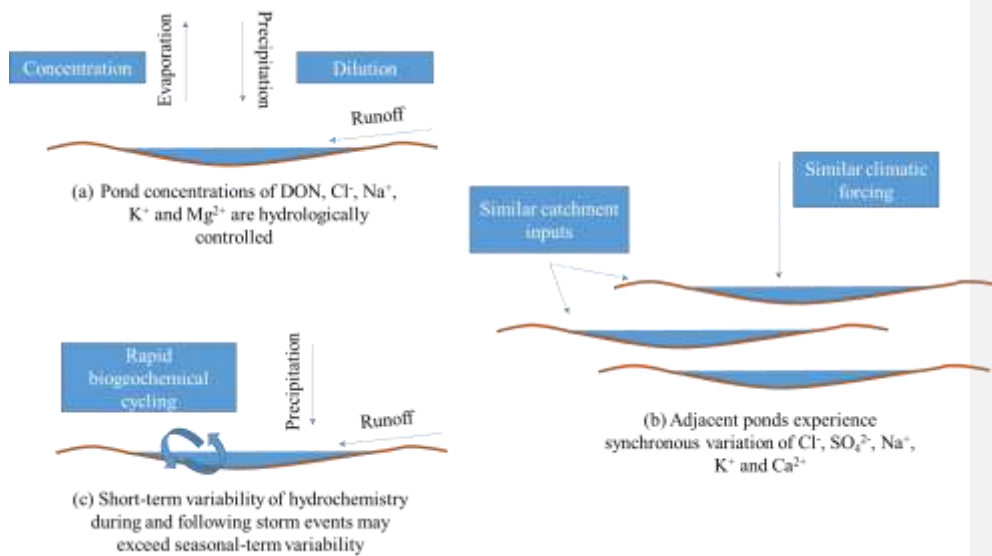 Concentration
Evaporation
Precipitation
Dilution
Runoff
(a) Pond concentrations of DON, Cl⁻, Na⁺,
K⁺ and Mg²⁺ are hydrologically
controlled
Similar catchment
inputs
Similar climatic
forcing
(b) Adjacent ponds experience
synchronous variation of Cl⁻, SO₄²⁻, Na⁺,
K⁺ and Ca²⁺
Rapid
biogeochemical
cycling
Precipitation
Runoff
(c) Short-term variability of hydrochemistry
during and following storm events may
exceed seasonal-term variability